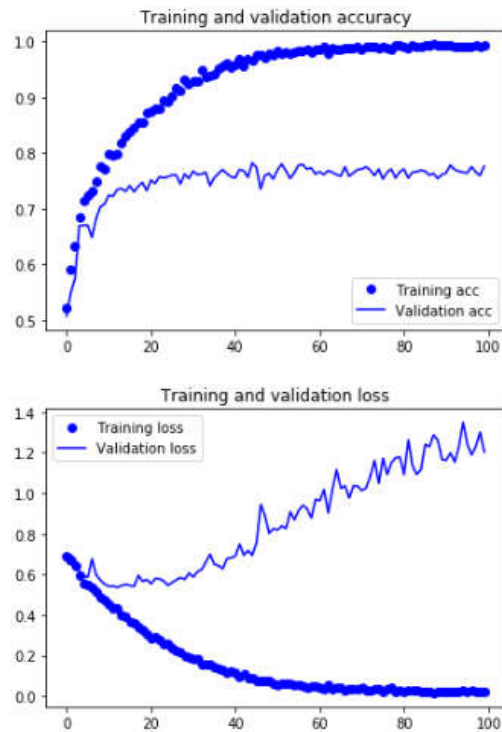 Training and validation accuracy
1.0
0.9
0.8
0.7
0.6
0.5
Training acc
Validation acc
0 20 40 60 80 100
Training and validation loss
1.4
1.2
1.0
0.8
0.6
0.4
0.2
0.0
Training loss
Validation loss
0 20 40 60 80 100